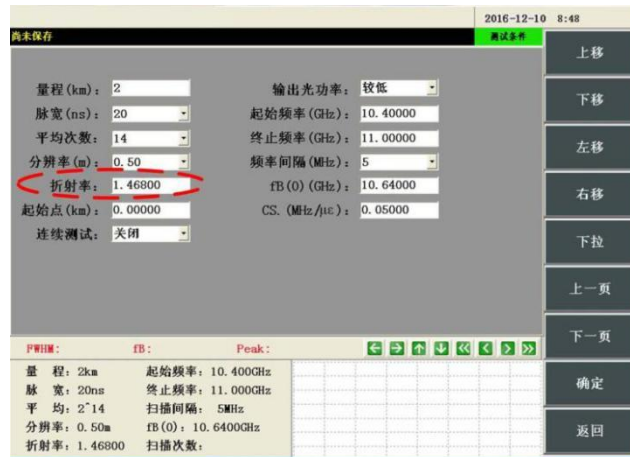 2016-12-10 8:48
尚未保存 测试条件
上移
下移
左移
右移
下拉
上一页
下一页
确定
返回
量程(km): 2 输出光功率: 较低
脉宽(ns): 20 起始频率(GHz): 10.40000
平均次数: 14 终止频率(GHz): 11.00000
分辨率(m): 0.50 频率间隔(MHz): 5
折射率: 1.46800 fB(0)(GHz): 10.64000
起始点(km): 0.00000 CS.(MHz/με): 0.05000
连续测试: 关闭
FWHM: fB: Peak:
量 程: 2km 起始频率: 10.400GHz
脉 宽: 20ns 终止频率: 11.000GHz
平 均: 2^14 扫描间隔: 5MHz
分辨率: 0.50m fB(0): 10.6400GHz
折射率: 1.46800 扫描次数: